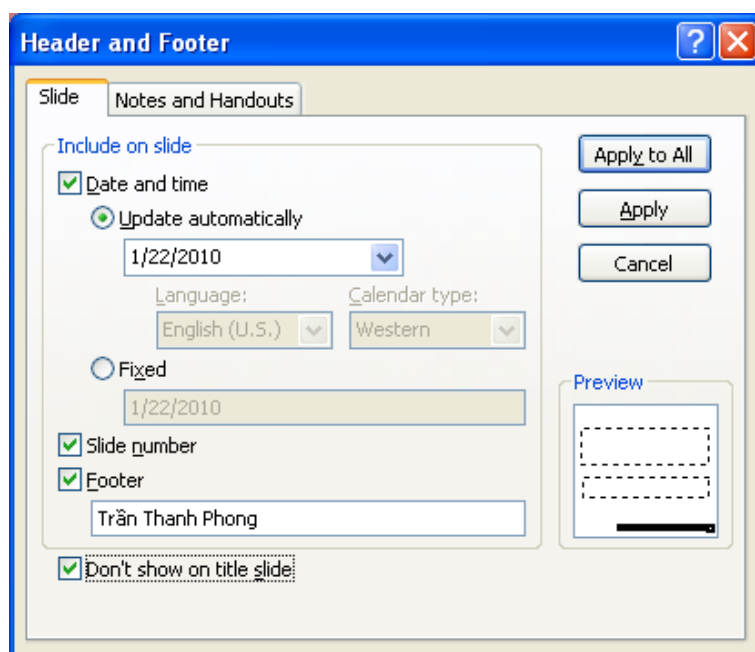 Header and Footer
Slide
Notes and Handouts
Include on slide
Date and time
Update automatically
1/22/2010
Language:
Calendar type:
English (U.S.)
Western
Fixed
1/22/2010
Slide number
Footer
Trần Thanh Phong
Don't show on title slide
Apply to All
Apply
Cancel
Preview